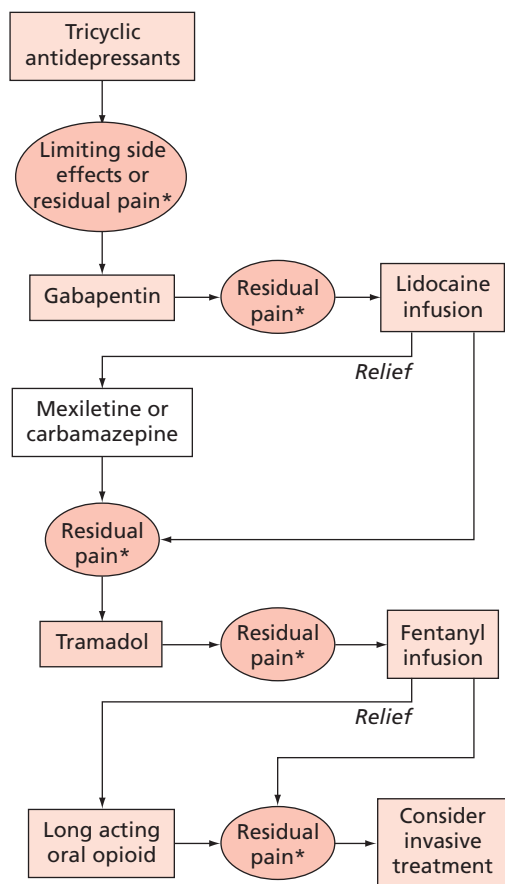 Tricyclic
antidepressants
Limiting side
effects or
residual pain*
Gabapentin
Residual
pain*
Lidocaine
infusion
Relief
Mexiletine or
carbamazepine
Residual
pain*
Tramadol
Residual
pain*
Fentanyl
infusion
Relief
Long acting
oral opioid
Residual
pain*
Consider
invasive
treatment